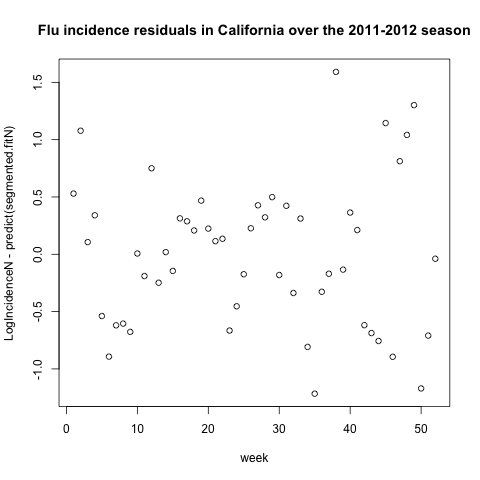 Flu incidence residuals in California over the 2011-2012 season
LogIncidenceN - predict(segmented.fitN)
1.5
1.0
0.5
0.0
-0.5
-1.0
0 10 20 30 40 50
week